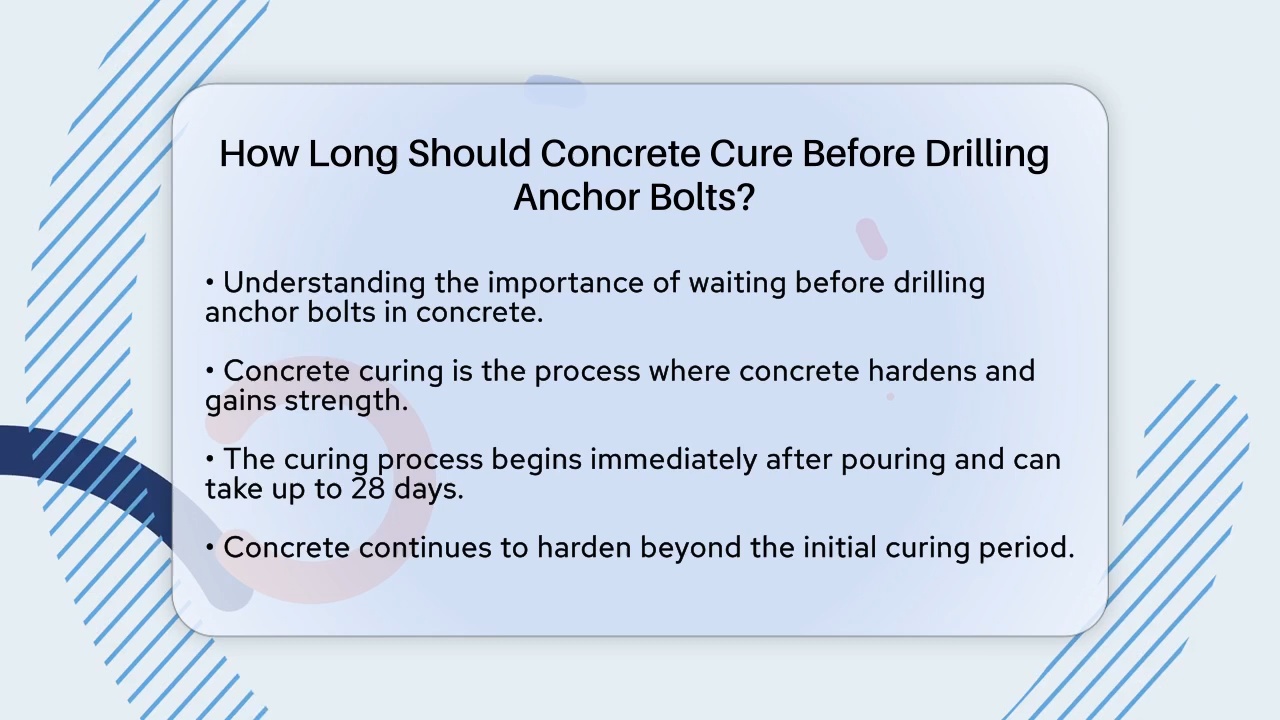 How Long Should Concrete Cure Before Drilling
Anchor Bolts?
• Understanding the importance of waiting before drilling
anchor bolts in concrete.
• Concrete curing is the process where concrete hardens and
gains strength.
• The curing process begins immediately after pouring and can
take up to 28 days.
• Concrete continues to harden beyond the initial curing period.